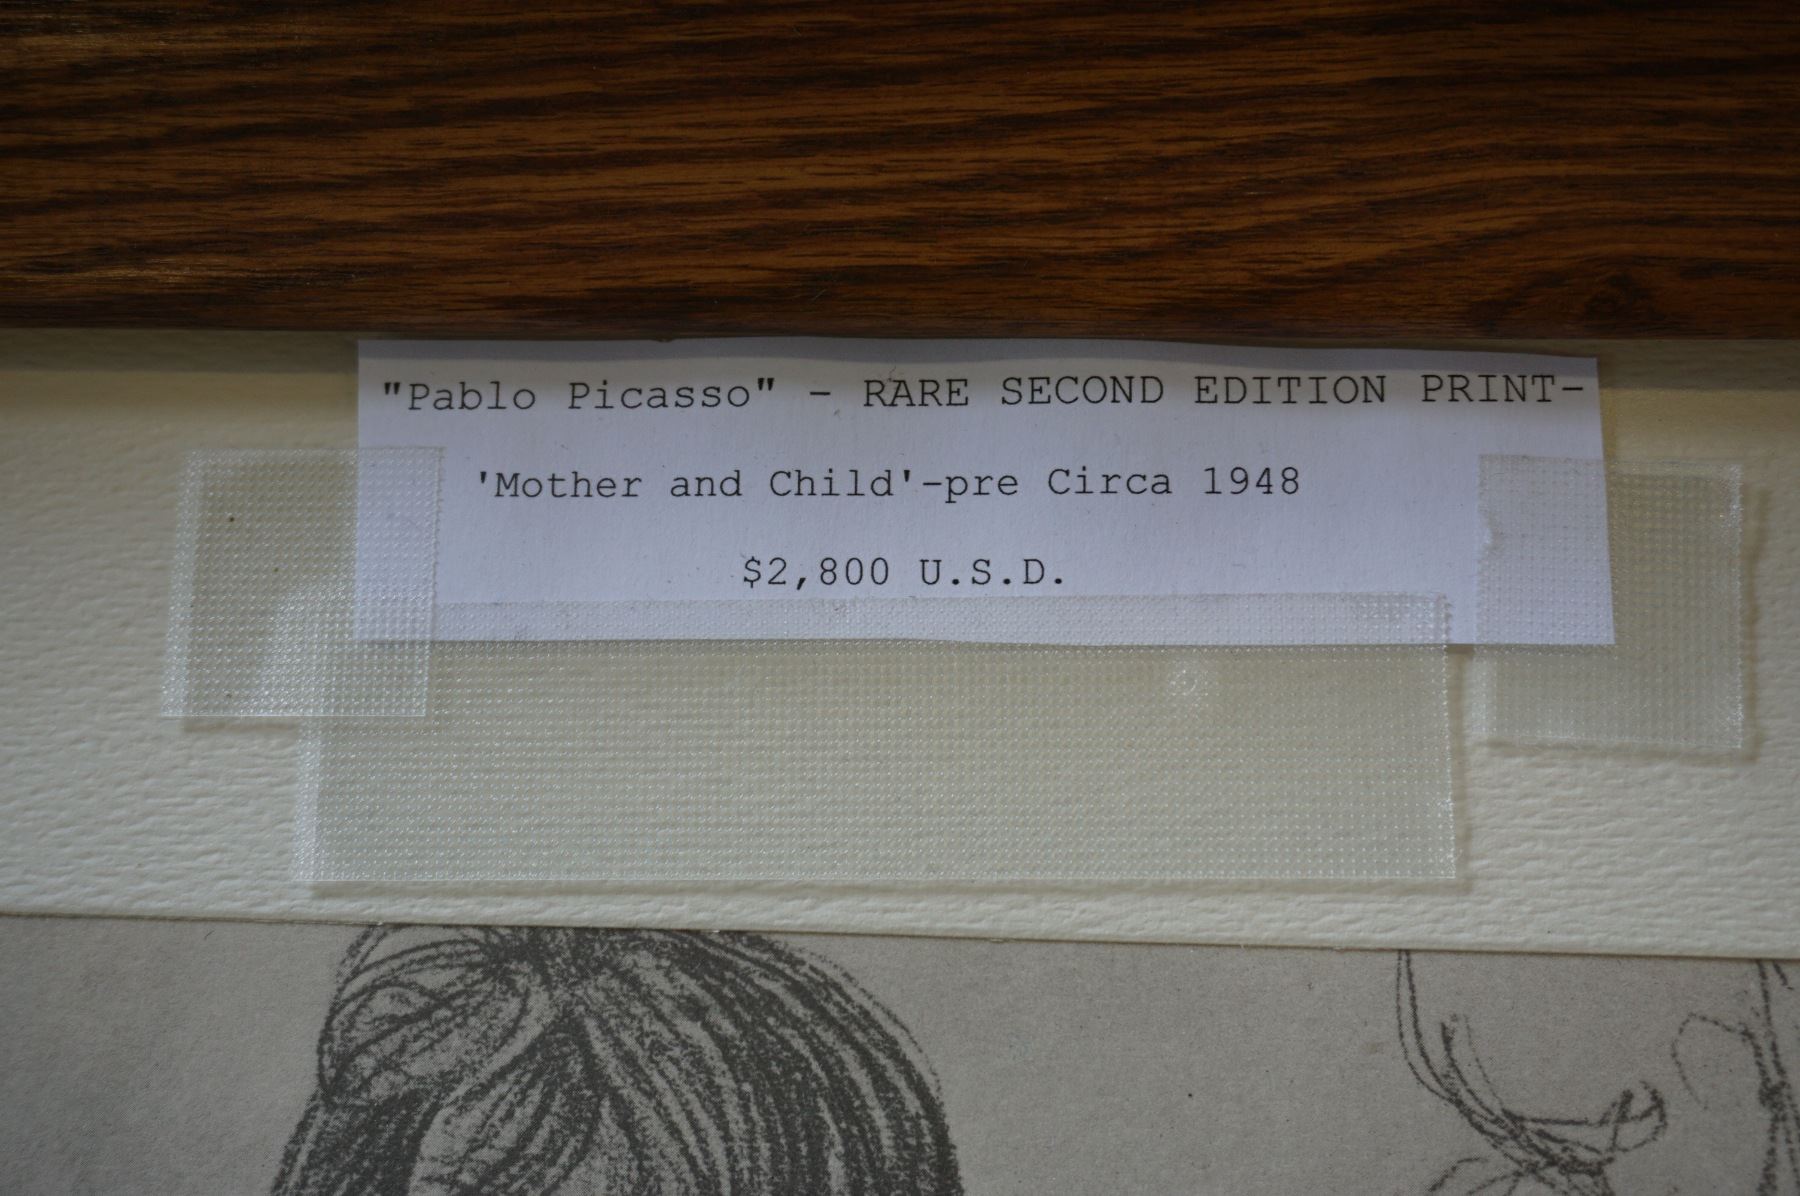 "Pablo Picasso" - RARE SECOND EDITION PRINT-
'Mother and Child'-pre Circa 1948
$2,800 U.S.D.